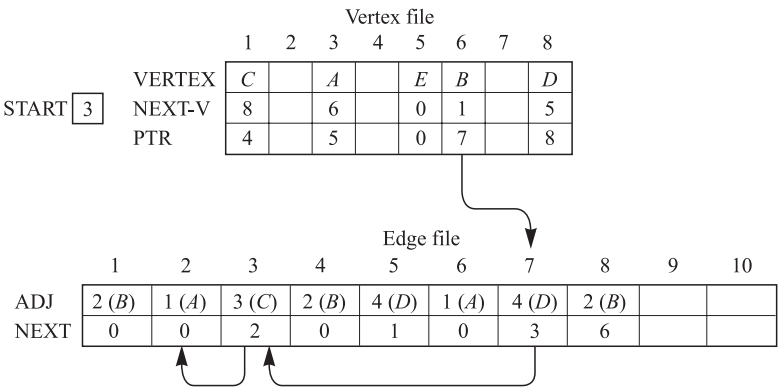 Vertex file
1 2 3 4 5 6 7 8
VERTEX C A E B D
START 3 NEXT-V 8 6 0 1 5
PTR 4 5 0 7 8
Edge file
1 2 3 4 5 6 7 8 9 10
ADJ 2 (B) 1 (A) 3 (C) 2 (B) 4 (D) 1 (A) 4 (D) 2 (B)
NEXT 0 0 2 0 1 0 3 6